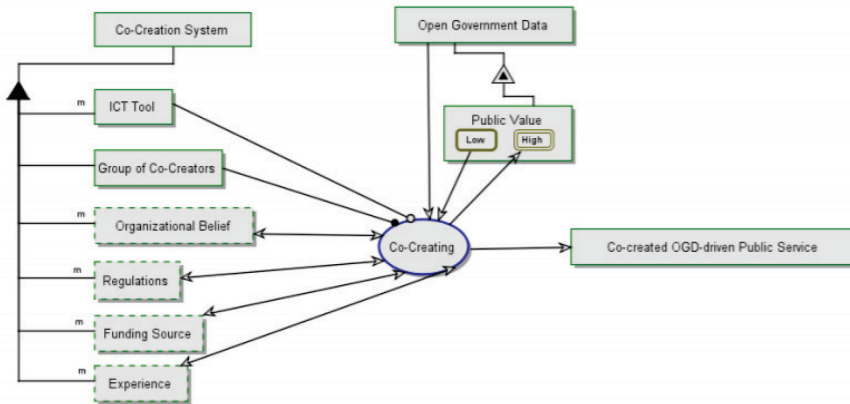 Co-Creation System
Open Government Data
m
ICT Tool
Public Value
Low
High
Group of Co-Creators
m
Organizational Belief
Co-Creating
Co-created OGD-driven Public Service
m
Regulations
m
Funding Source
m
Experience